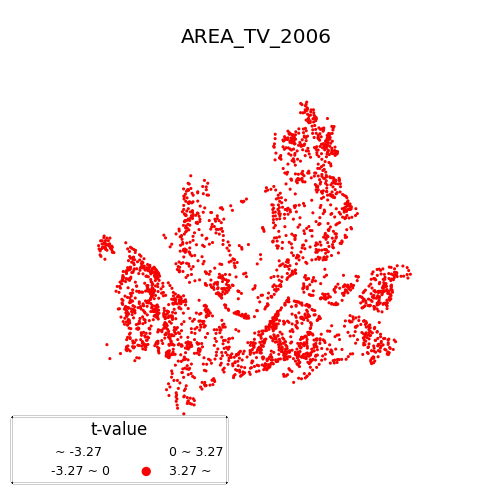 AREA_TV_2006
t-value
~ -3.27 0 ~ 3.27
-3.27 ~ 0 3.27 ~